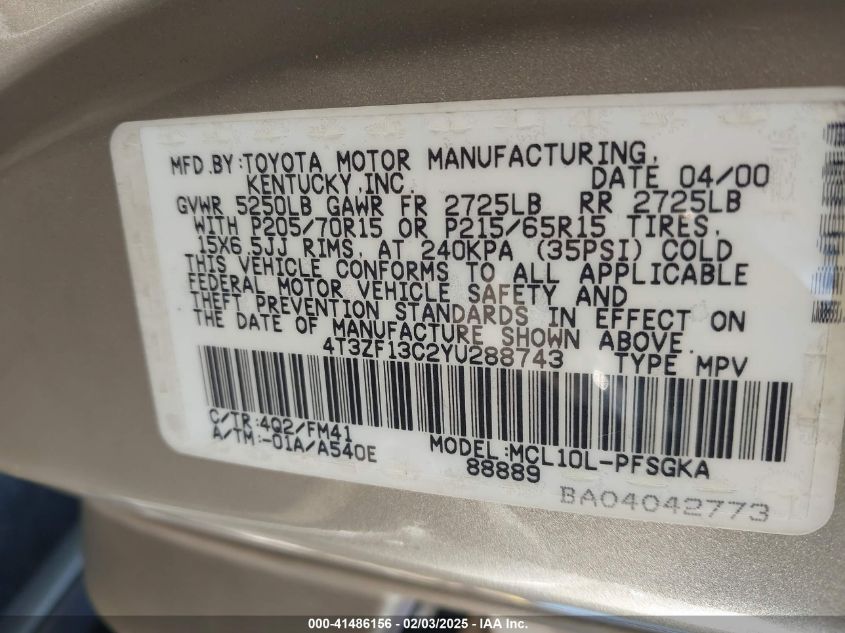 MFD.BY:TOYOTA MOTOR MANUFACTURING,
KENTUCKY,INC. DATE 04/00
GVWR 5250LB GAWR FR 2725LB RR 2725LB
WITH P205/70R15 OR P215/65R15 TIRES,
15X6.5JJ RIMS, AT 240KPA (35PSI) COLD
THIS VEHICLE CONFORMS TO ALL APPLICABLE
FEDERAL MOTOR VEHICLE SAFETY AND
THEFT PREVENTION STANDARDS IN EFFECT ON
THE DATE OF MANUFACTURE SHOWN ABOVE.
4T3ZF13C2YU288743 TYPE MPV
C/TR:4Q2/FM41
A/TM:-01A/A540E
MODEL:MCL10L-PFSGKA
88889
BA04042773
000-41486156 - 02/03/2025 - IAA Inc.